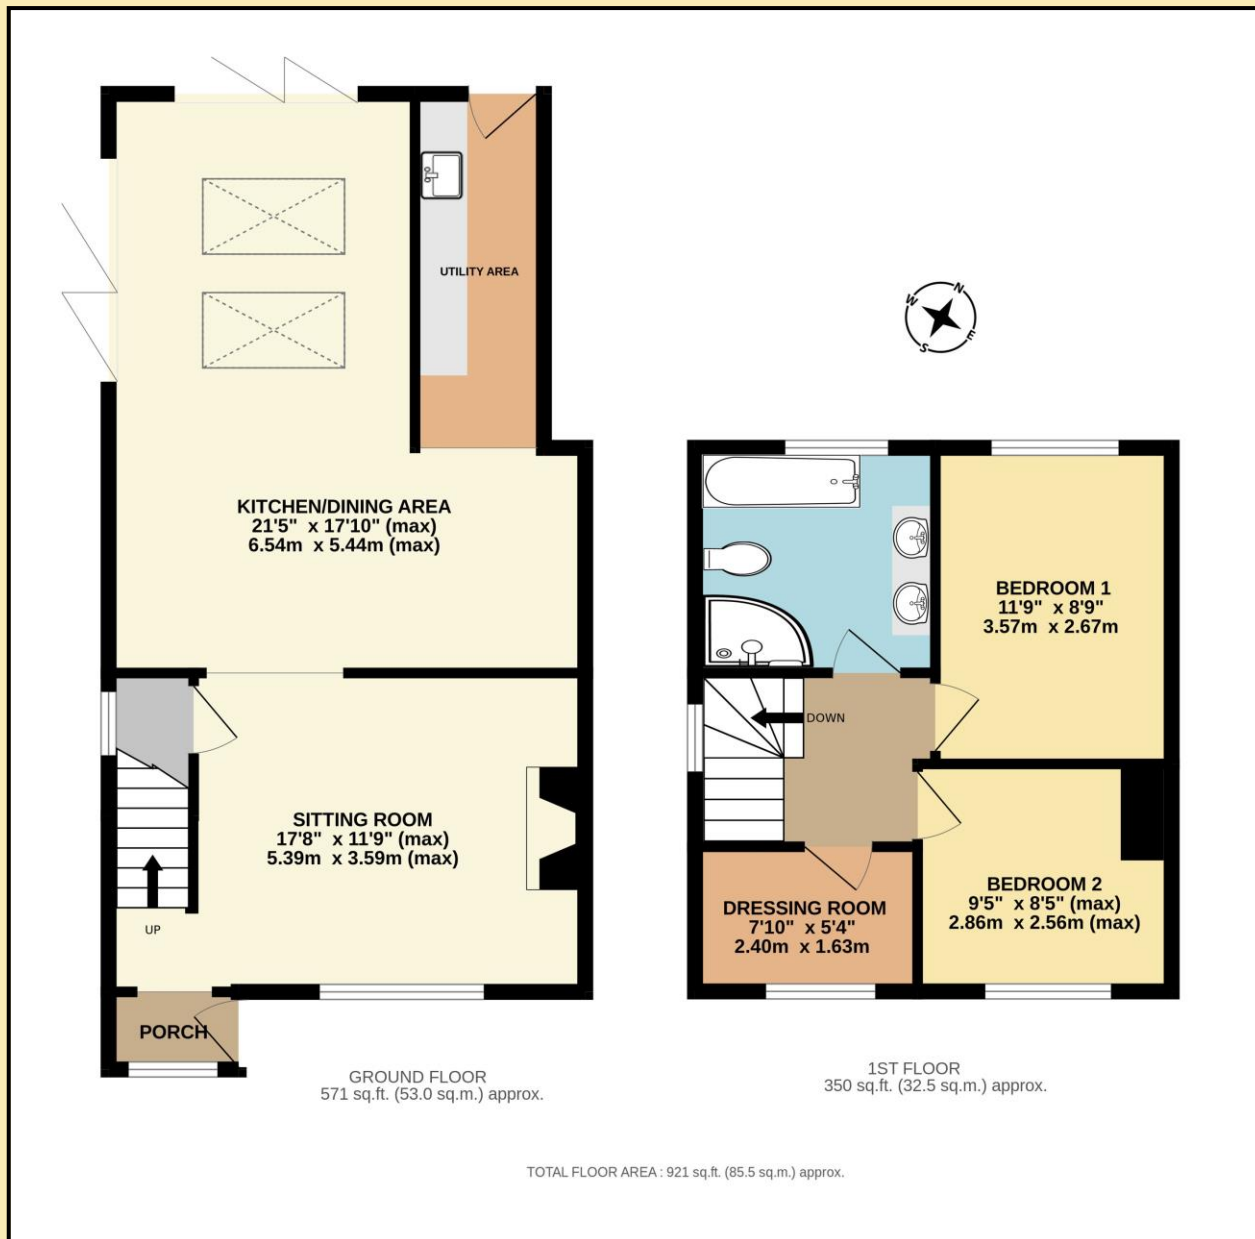 UTILITY AREA
KITCHEN/DINING AREA
21'5" x 17'10" (max)
6.54m x 5.44m (max)
SITTING ROOM
17'8" x 11'9" (max)
5.39m x 3.59m (max)
UP
PORCH
GROUND FLOOR
571 sq.ft. (53.0 sq.m.) approx.
N
W
E
S
BEDROOM 1
11'9" x 8'9"
3.57m x 2.67m
DOWN
BEDROOM 2
9'5" x 8'5" (max)
2.86m x 2.56m (max)
DRESSING ROOM
7'10" x 5'4"
2.40m x 1.63m
1ST FLOOR
350 sq.ft. (32.5 sq.m.) approx.
TOTAL FLOOR AREA : 921 sq.ft. (85.5 sq.m.) approx.